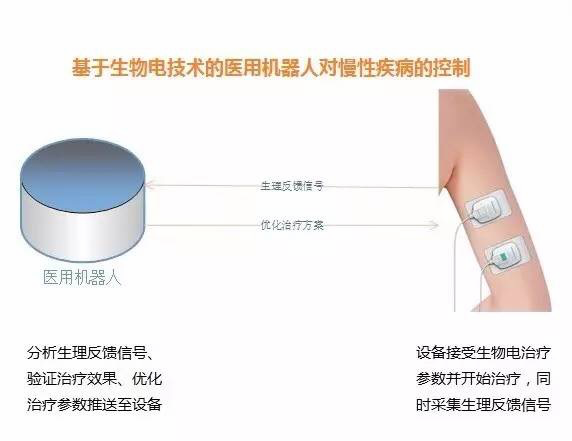 基于生物电技术的医用机器人对慢性疾病的控制
生理反馈信号
优化治疗方案
医用机器人
分析生理反馈信号、
验证治疗效果、优化
治疗参数推送至设备
设备接受生物电治疗
参数并开始治疗，同
时采集生理反馈信号